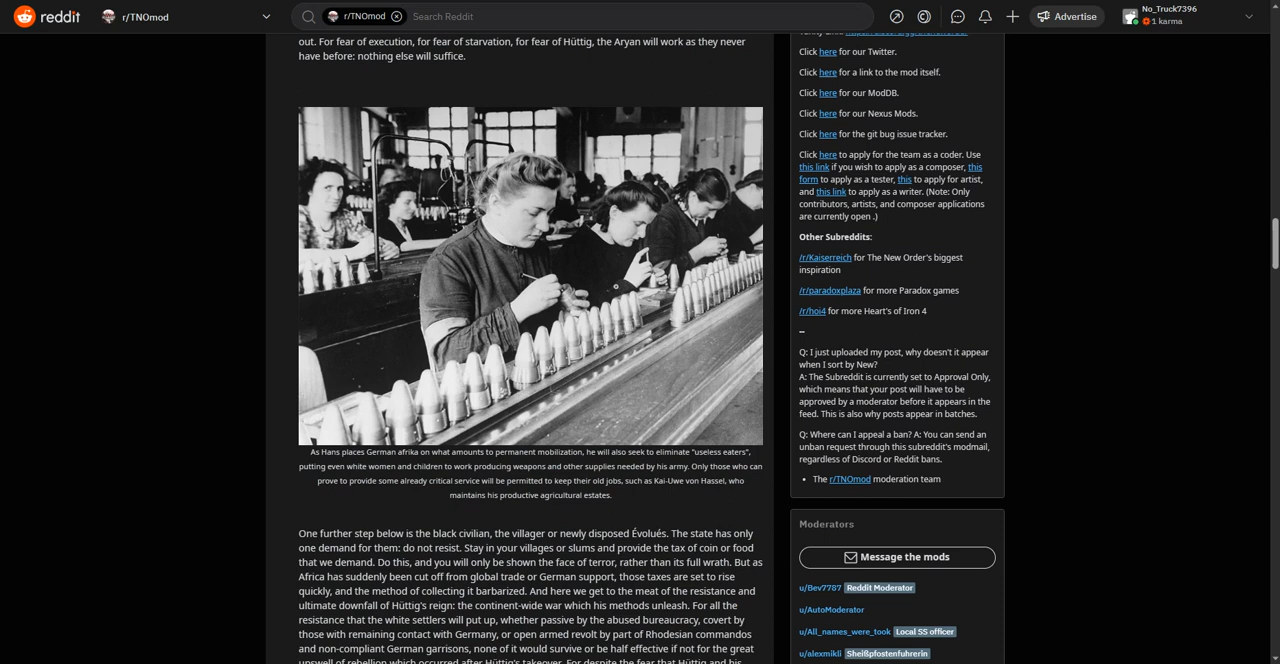 reddit
r/TNOmod
r/TNOmod
Search Reddit
Advertise
No_Truck7396
1 karma
out. For fear of execution, for fear of starvation, for fear of Hüttig, the Aryan will work as they never
have before: nothing else will suffice.
As Hans places German afrika on what amounts to permanent mobilization, he will also seek to eliminate "useless eaters",
putting even white women and children to work producing weapons and other supplies needed by his army. Only those who can
prove to provide some already critical service will be permitted to keep their old jobs, such as Kai-Uwe von Hassel, who
maintains his productive agricultural estates.
One further step below is the black civilian, the villager or newly disposed Évolués. The state has only
one demand for them: do not resist. Stay in your villages or slums and provide the tax of coin or food
that we demand. Do this, and you will only be shown the face of terror, rather than its full wrath. But as
Africa has suddenly been cut off from global trade or German support, those taxes are set to rise
quickly, and the method of collecting it barbarized. And here we get to the meat of the resistance and
ultimate downfall of Hüttig's reign: the continent-wide war which his methods unleash. For all the
resistance that the white settlers will put up, whether passive by the abused bureaucracy, covert by
those with remaining contact with Germany, or open armed revolt by part of Rhodesian commandos
and non-compliant German garrisons, none of it would survive or be half effective if not for the great
upswell of rebellion which occurred after Hüttig's takeover. For despite the fear that Hüttig and his
Click here for our Twitter.
Click here for a link to the mod itself.
Click here for our ModDB.
Click here for our Nexus Mods.
Click here for the git bug issue tracker.
Click here to apply for the team as a coder. Use
this link if you wish to apply as a composer, this
form to apply as a tester, this to apply for artist,
and this link to apply as a writer. (Note: Only
contributors, artists, and composer applications
are currently open .)
Other Subreddits:
/r/Kaiserreich for The New Order's biggest
inspiration
/r/paradoxplaza for more Paradox games
/r/hoi4 for more Heart's of Iron 4
--
Q: I just uploaded my post, why doesn't it appear
when I sort by New?
A: The Subreddit is currently set to Approval Only,
which means that your post will have to be
approved by a moderator before it appears in the
feed. This is also why posts appear in batches.
Q: Where can I appeal a ban? A: You can send an
unban request through this subreddit's modmail,
regardless of Discord or Reddit bans.
• The r/TNOmod moderation team
Moderators
Message the mods
u/Bev7787 Reddit Moderator
u/AutoModerator
u/All_names_were_took Local SS officer
u/alexmikli Sheißpfostenfuhrerin